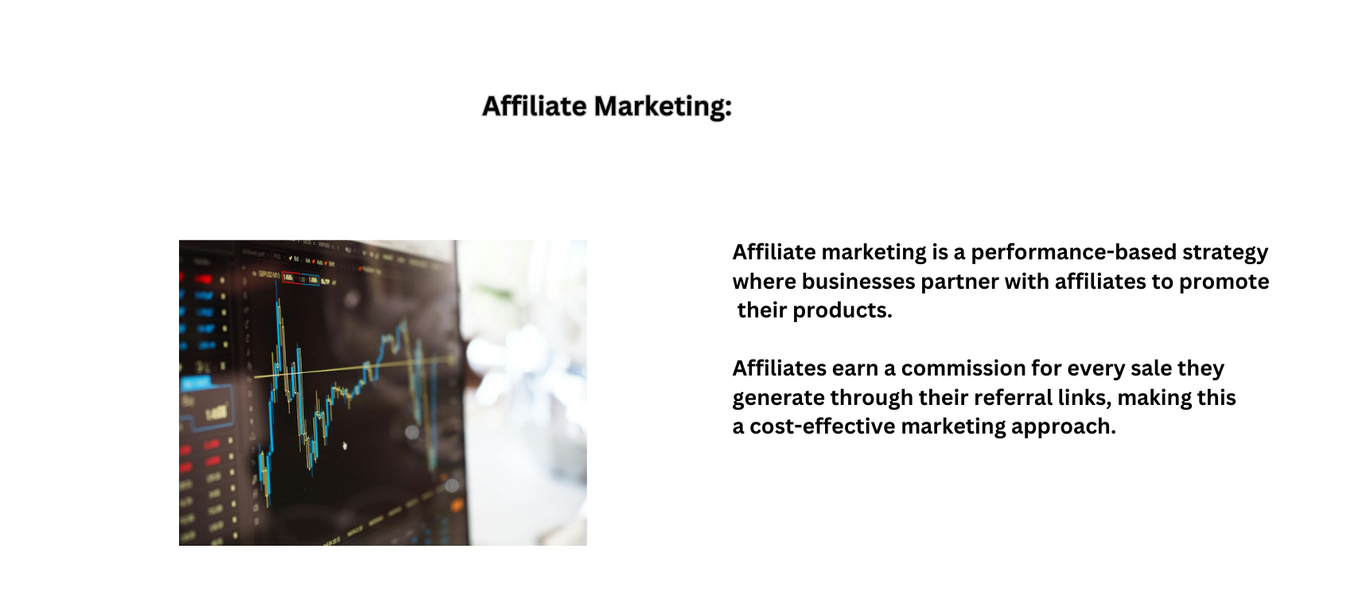 Affiliate Marketing:
Affiliate marketing is a performance-based strategy
where businesses partner with affiliates to promote
their products.
Affiliates earn a commission for every sale they
generate through their referral links, making this
a cost-effective marketing approach.